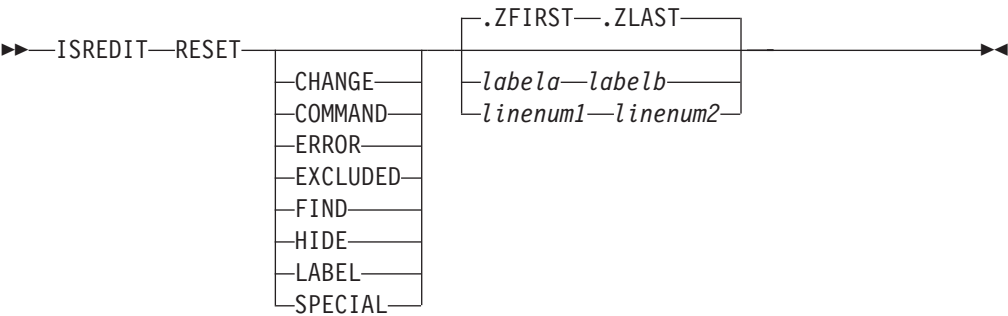 .ZFIRST .ZLAST
ISREDIT RESET
CHANGE labela labelb
COMMAND linenum1 linenum2
ERROR
EXCLUDED
FIND
HIDE
LABEL
SPECIAL